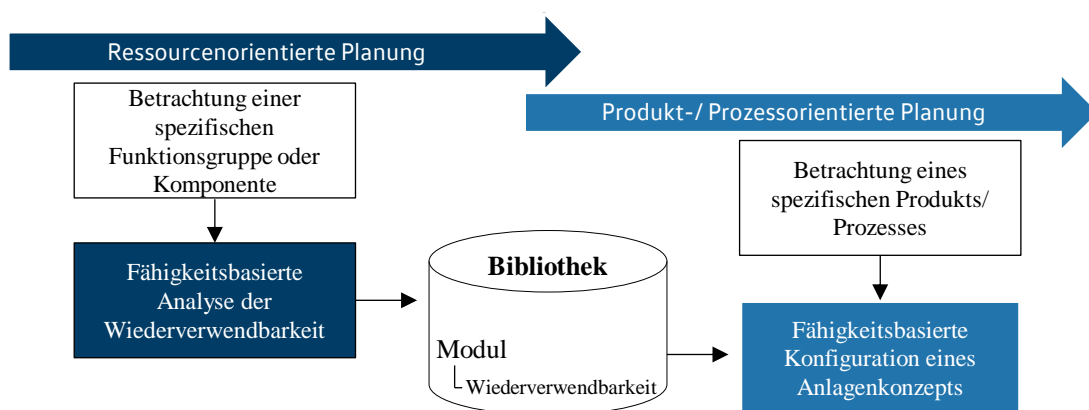 Ressourcenorientierte Planung
Betrachtung einer
spezifischen
Funktionsgruppe oder
Komponente
Fähigkeitsbasierte
Analyse der
Wiederverwendbarkeit
Bibliothek
Modul
Wiederverwendbarkeit
Produkt-/ Prozessorientierte Planung
Betrachtung eines
spezifischen Produkts/
Prozesses
Fähigkeitsbasierte
Konfiguration eines
Anlagenkonzepts